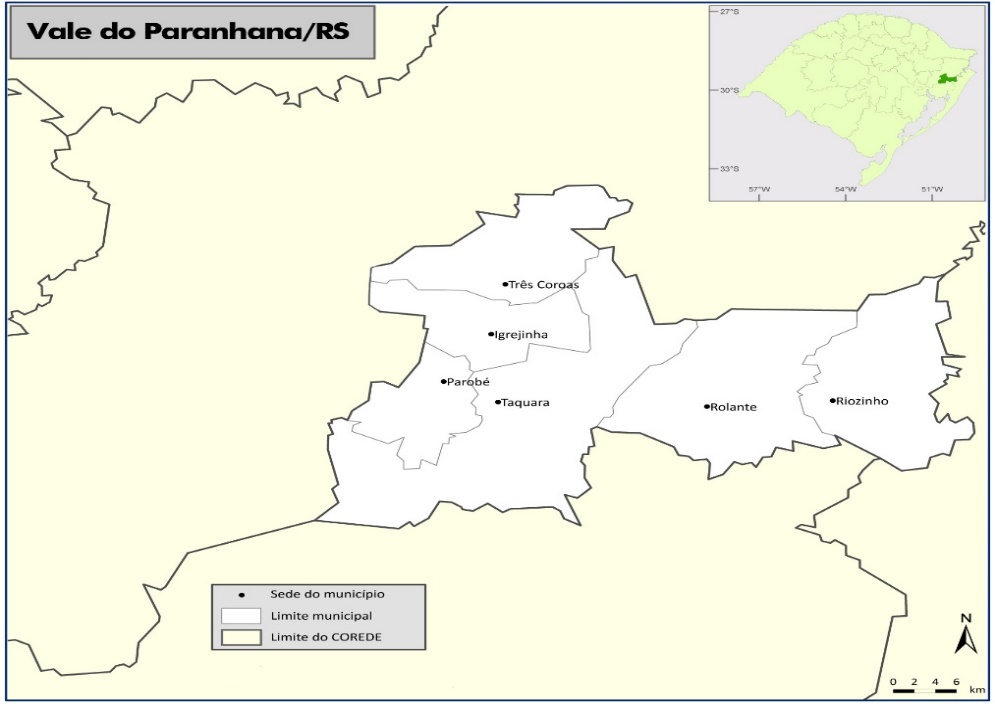 Vale do Paranhana/RS
27°S
30°S
33°S
57°W 54°W 51°W
Três Coroas
Igrejinha
Parobé
Taquara
Rolante
Riozinho
Sede do município
Limite municipal
Limite do COREDE
N
0 2 4 6
km